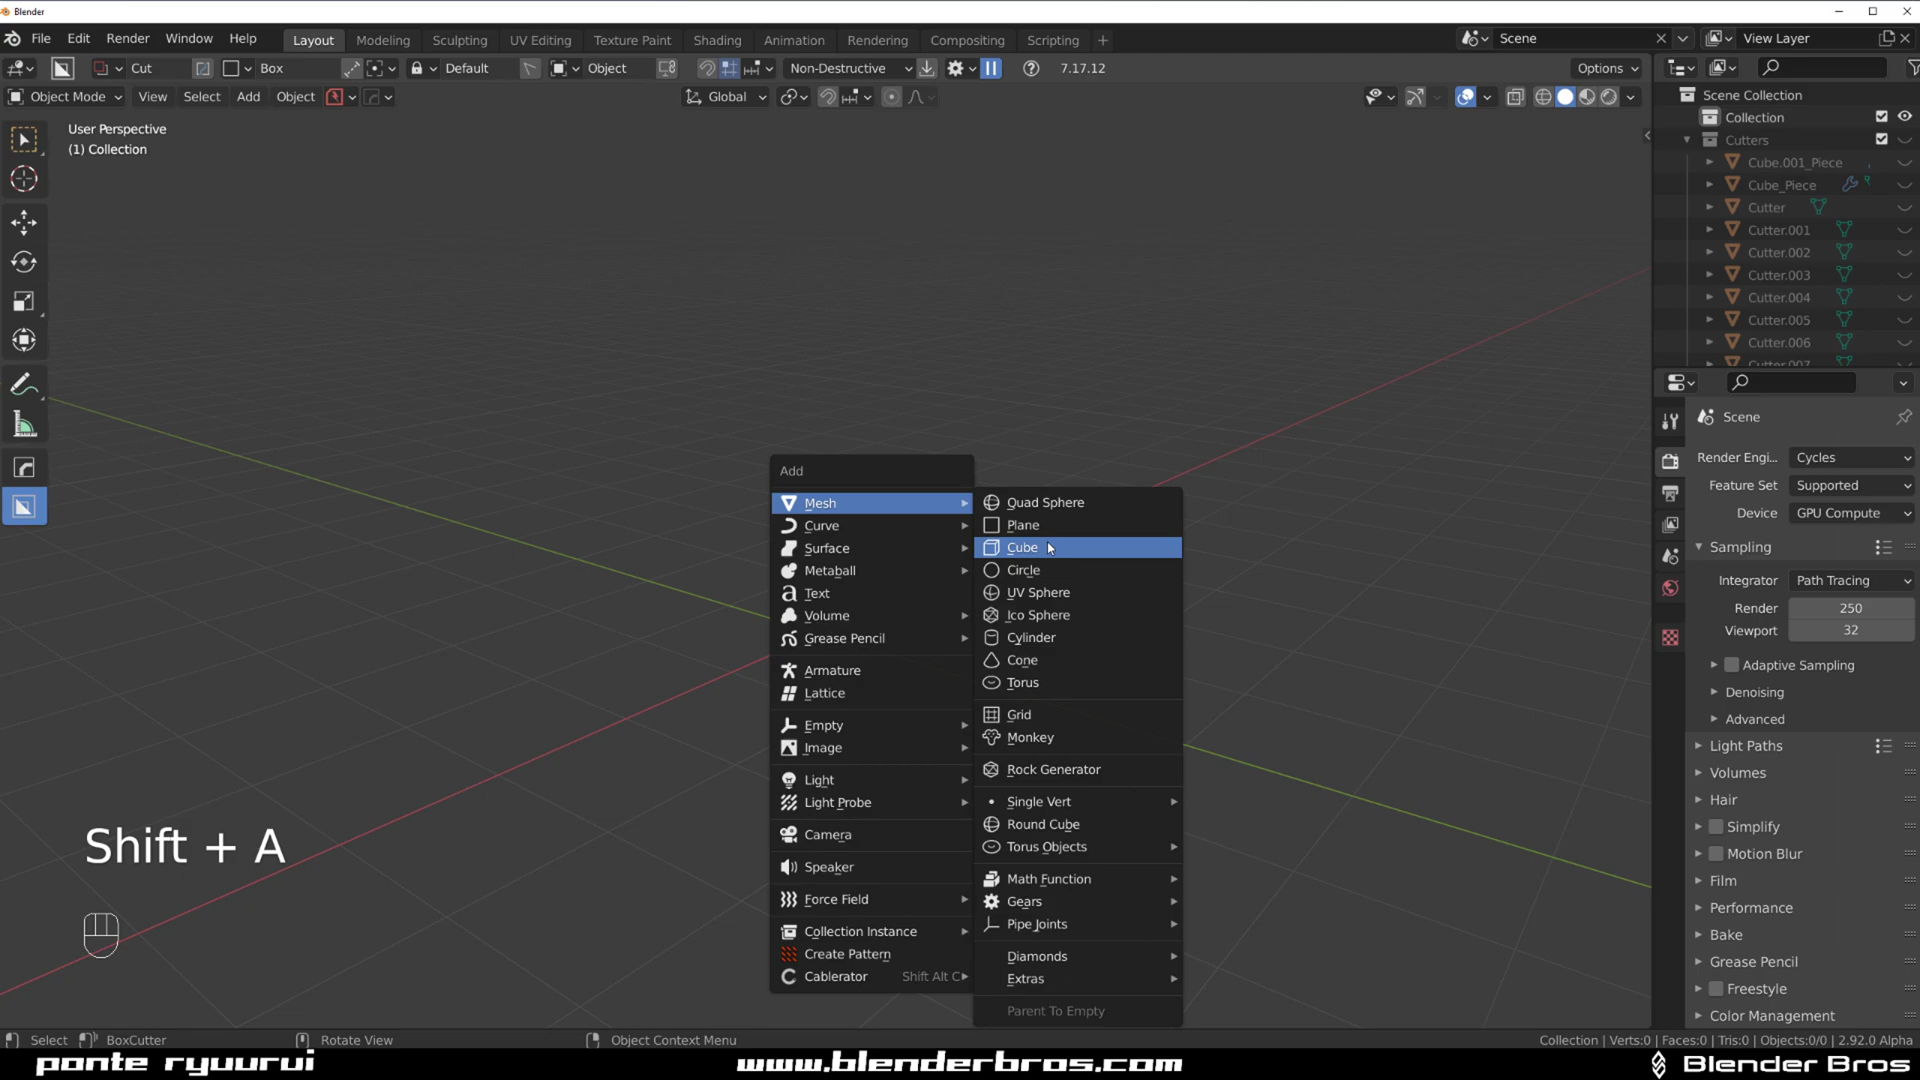 Blender
File Edit Render Window Help Layout Modeling Sculpting UV Editing Texture Paint Shading Animation Rendering Compositing Scripting + Scene View Layer
Cut Box Default Object Non-Destructive 7.17.12 Options
Object Mode View Select Add Object Global
User Perspective
(1) Collection
Scene Collection
Collection
Cutters
Cube.001_Piece
Cube_Piece
Cutter
Cutter.001
Cutter.002
Cutter.003
Cutter.004
Cutter.005
Cutter.006
Cutter.007
Add
Mesh
Curve
Surface
Metaball
Text
Volume
Grease Pencil
Armature
Lattice
Empty
Image
Light
Light Probe
Camera
Speaker
Force Field
Collection Instance
Create Pattern
Cablerator Shift Alt C
Quad Sphere
Plane
Cube
Circle
UV Sphere
Ico Sphere
Cylinder
Cone
Torus
Grid
Monkey
Rock Generator
Single Vert
Round Cube
Torus Objects
Math Function
Gears
Pipe Joints
Diamonds
Extras
Parent To Empty
Scene
Render Engi... Cycles
Feature Set Supported
Device GPU Compute
Sampling
Integrator Path Tracing
Render 250
Viewport 32
Adaptive Sampling
Denoising
Advanced
Light Paths
Volumes
Hair
Simplify
Motion Blur
Film
Performance
Bake
Grease Pencil
Freestyle
Color Management
Shift + A
Select BoxCutter Rotate View Object Context Menu Collection | Verts:0 | Faces:0 | Tris:0 | Objects:0/0 | 2.92.0 Alpha
ponte ryuurui www.blenderbros.com Blender Bros